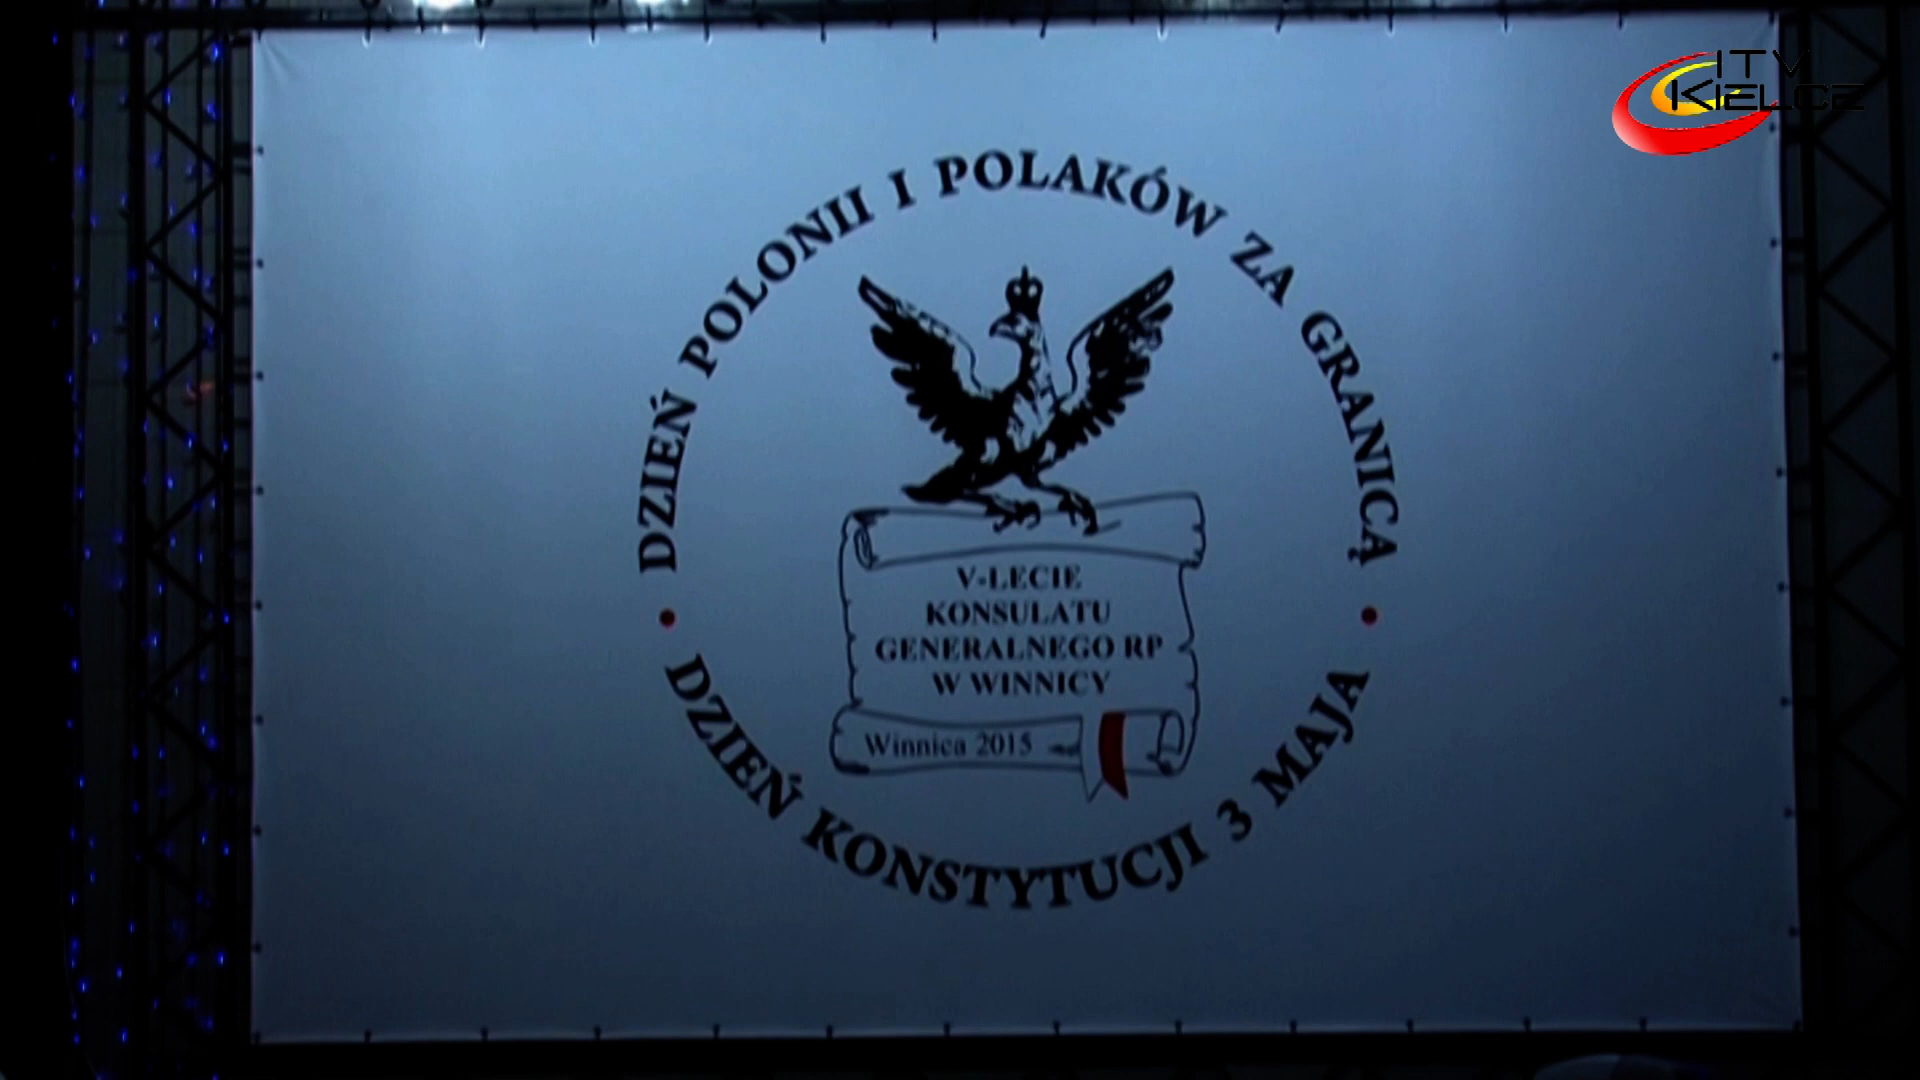 ITV
KIELCE
DZIEŃ POLONII I POLAKÓW ZA GRANICĄ
V-LECIE
KONSULATU
GENERALNEGO RP
W WINNICY
Winnica 2015
DZIEŃ KONSTYTUCJI 3 MAJA